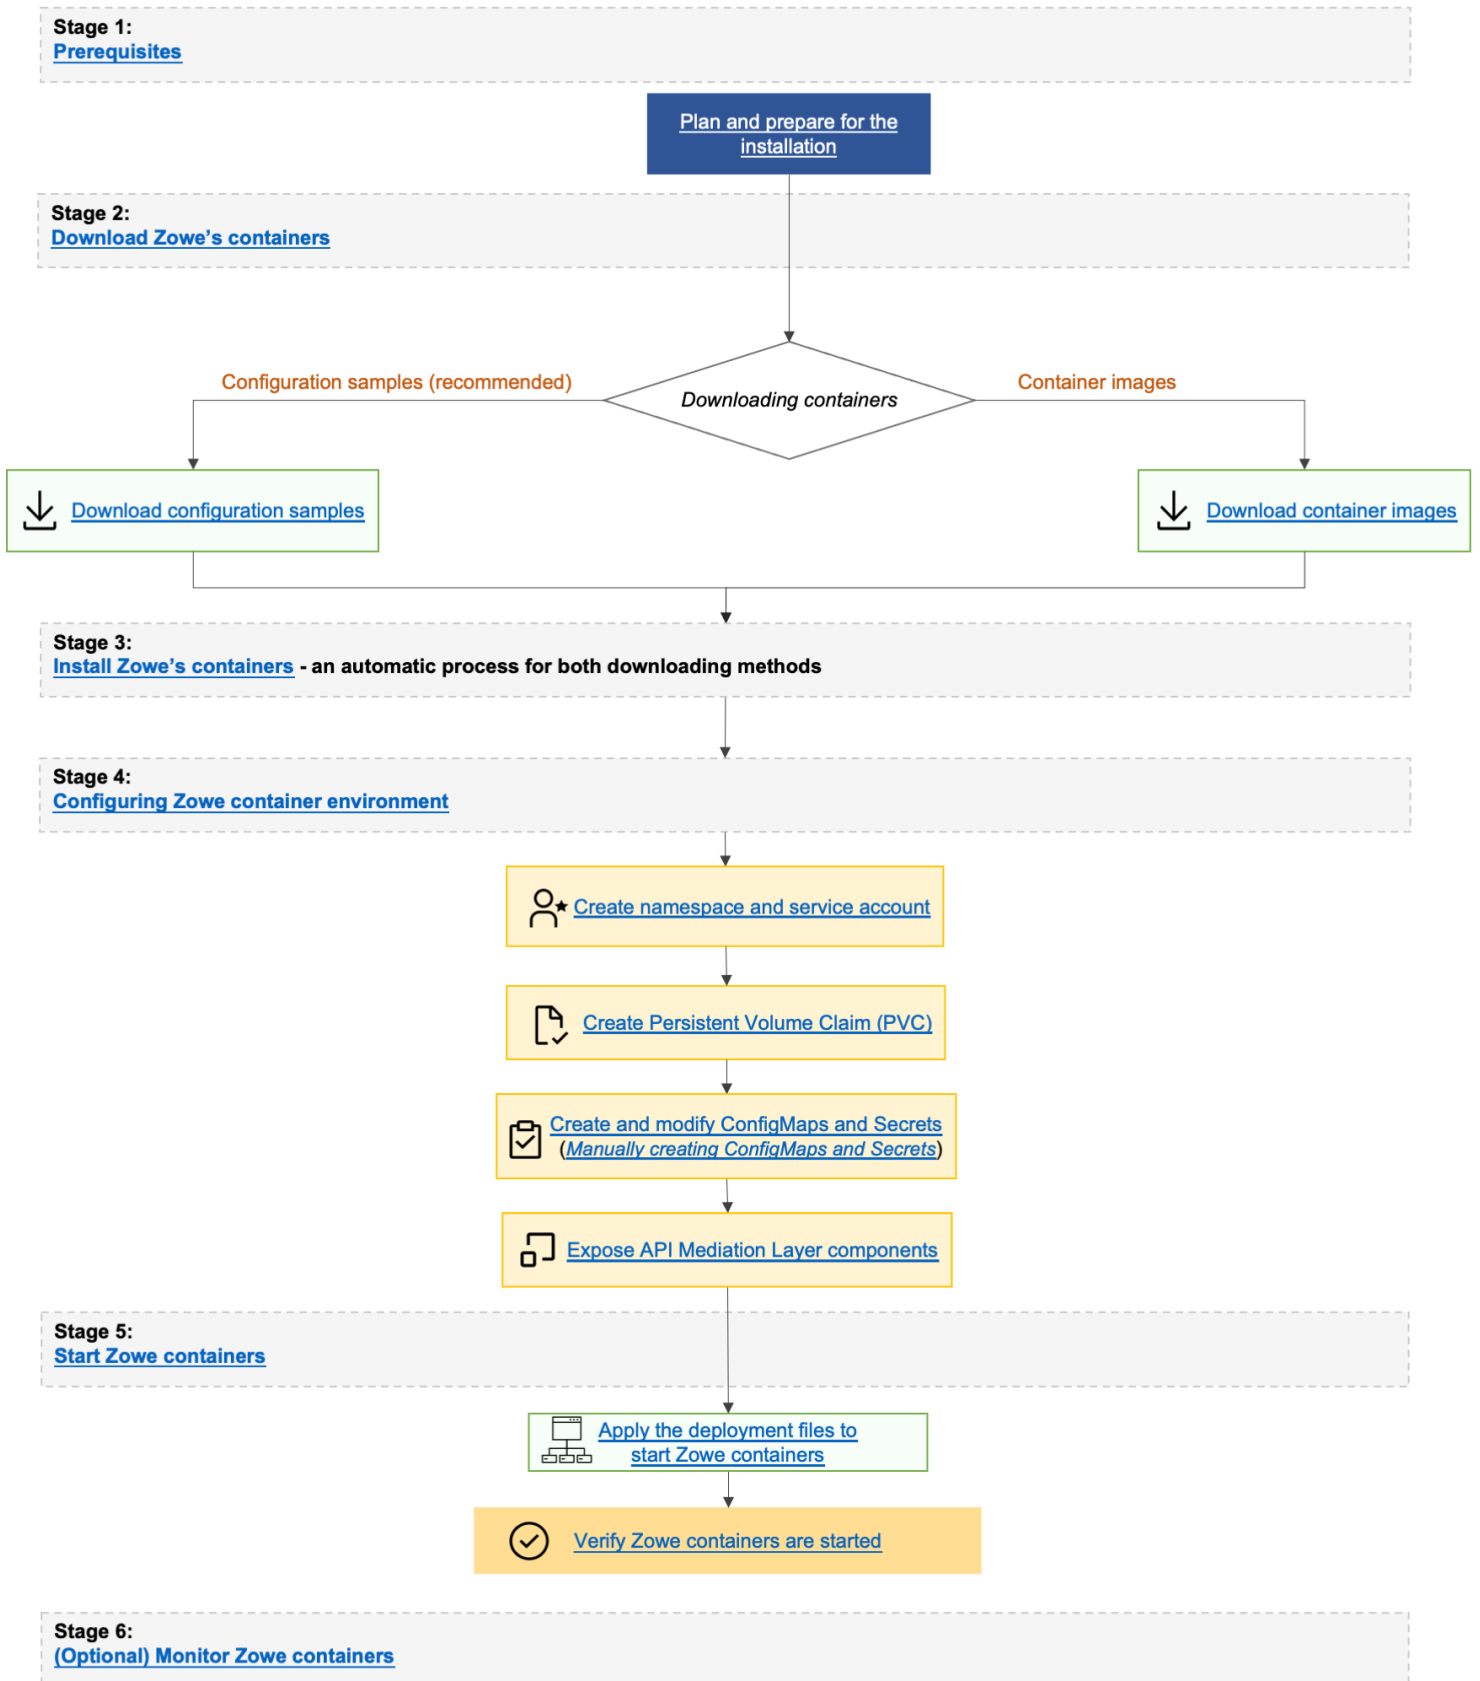 Stage 1:
Prerequisites
Plan and prepare for the
installation
Stage 2:
Download Zowe’s containers
Configuration samples (recommended)
Downloading containers
Container images
Download configuration samples
Download container images
Stage 3:
Install Zowe’s containers - an automatic process for both downloading methods
Stage 4:
Configuring Zowe container environment
Create namespace and service account
Create Persistent Volume Claim (PVC)
Create and modify ConfigMaps and Secrets
(Manually creating ConfigMaps and Secrets)
Expose API Mediation Layer components
Stage 5:
Start Zowe containers
Apply the deployment files to
start Zowe containers
Verify Zowe containers are started
Stage 6:
(Optional) Monitor Zowe containers